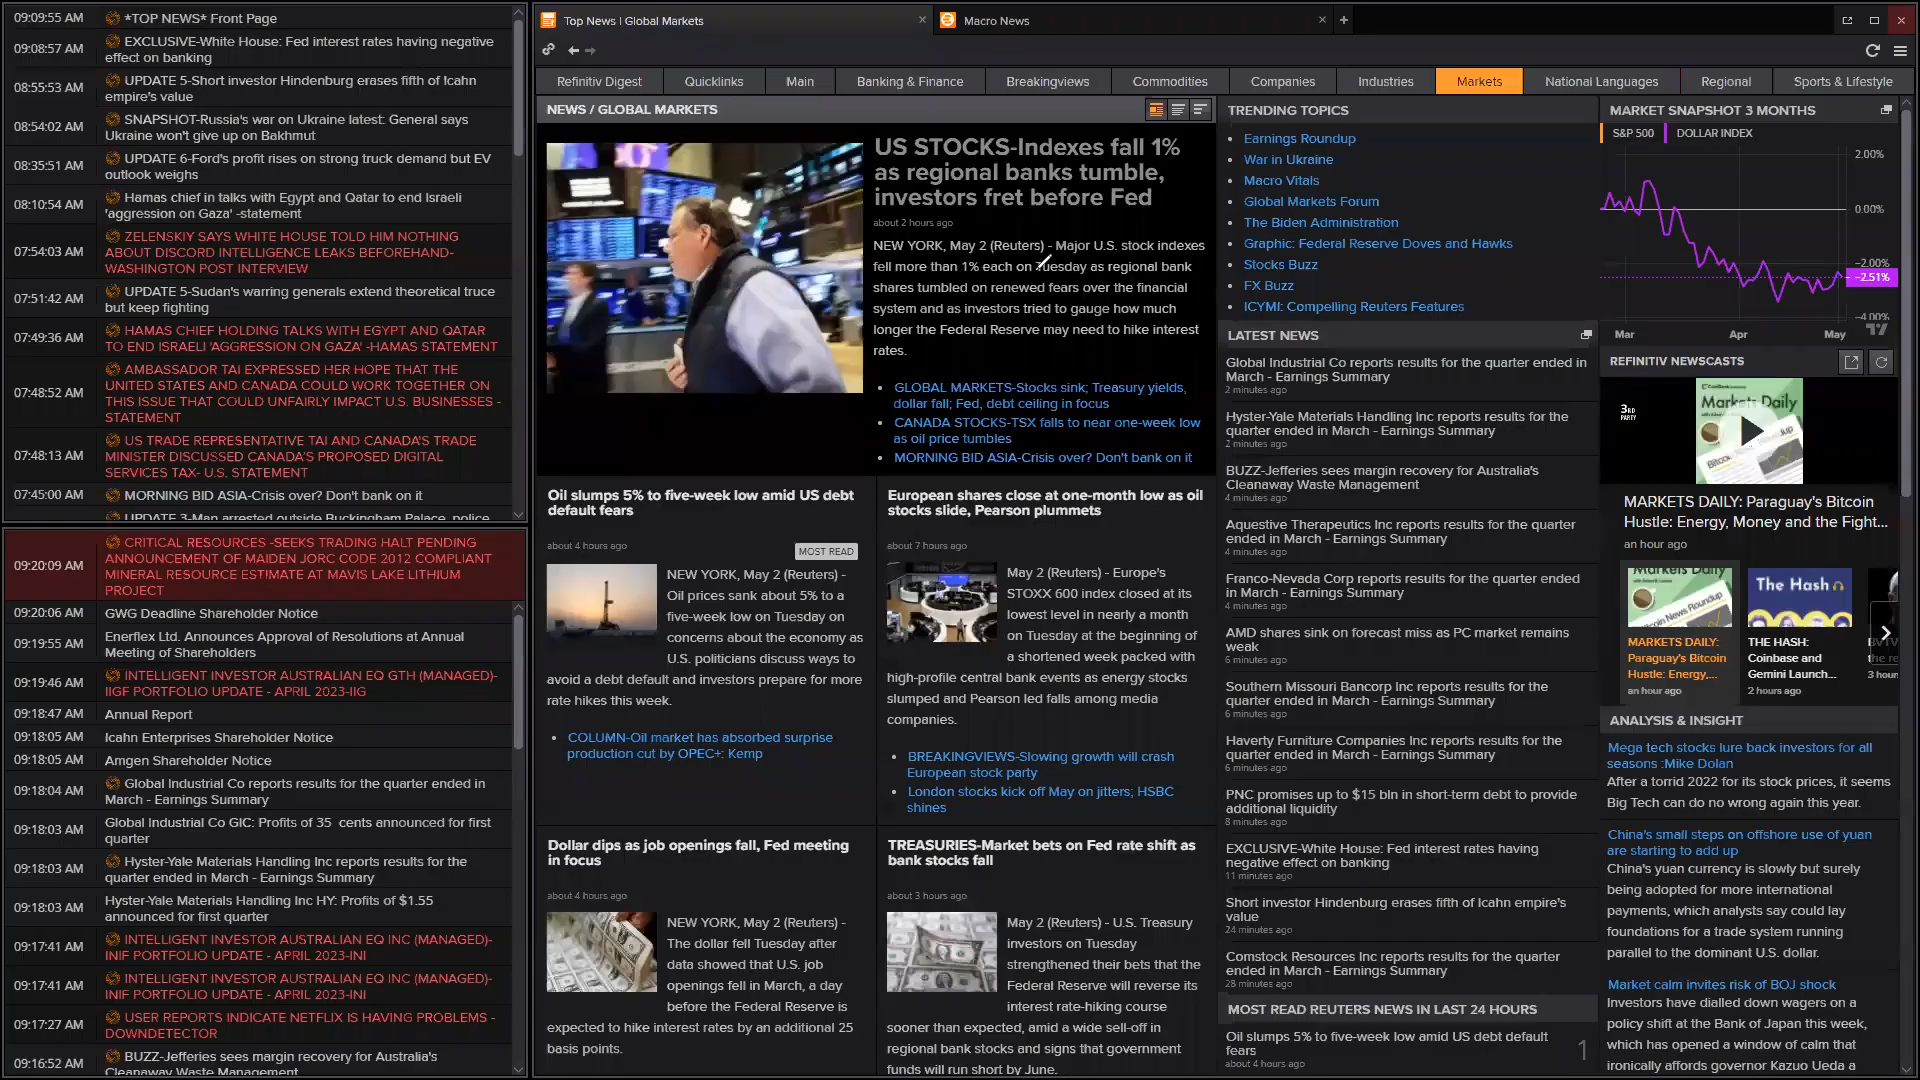 09:09:55 AM *TOP NEWS* Front Page
09:08:57 AM EXCLUSIVE-White House: Fed interest rates having negative
effect on banking
08:55:53 AM UPDATE 5-Short investor Hindenburg erases fifth of Icahn
empire's value
08:54:02 AM SNAPSHOT-Russia's war on Ukraine latest: General says
Ukraine won't give up on Bakhmut
08:35:51 AM UPDATE 6-Ford's profit rises on strong truck demand but EV
outlook weighs
08:10:54 AM Hamas chief in talks with Egypt and Qatar to end Israeli
'aggression on Gaza' -statement
07:54:03 AM ZELENSKIY SAYS WHITE HOUSE TOLD HIM NOTHING
ABOUT DISCORD INTELLIGENCE LEAKS BEFOREHAND-
WASHINGTON POST INTERVIEW
07:51:42 AM UPDATE 5-Sudan's warring generals extend theoretical truce
but keep fighting
07:49:36 AM HAMAS CHIEF HOLDING TALKS WITH EGYPT AND QATAR
TO END ISRAELI 'AGGRESSION ON GAZA' -HAMAS STATEMENT
07:48:52 AM AMBASSADOR TAI EXPRESSED HER HOPE THAT THE
UNITED STATES AND CANADA COULD WORK TOGETHER ON
THIS ISSUE THAT COULD UNFAIRLY IMPACT U.S. BUSINESSES -
STATEMENT
07:48:13 AM US TRADE REPRESENTATIVE TAI AND CANADA'S TRADE
MINISTER DISCUSSED CANADA'S PROPOSED DIGITAL
SERVICES TAX- U.S. STATEMENT
07:45:00 AM MORNING BID ASIA-Crisis over? Don't bank on it
UPDATE 3-Man arrested outside Buckingham Palace, police
09:20:09 AM CRITICAL RESOURCES -SEEKS TRADING HALT PENDING
ANNOUNCEMENT OF MAIDEN JORC CODE 2012 COMPLIANT
MINERAL RESOURCE ESTIMATE AT MAVIS LAKE LITHIUM
PROJECT
09:20:06 AM GWG Deadline Shareholder Notice
09:19:55 AM Enerflex Ltd. Announces Approval of Resolutions at Annual
Meeting of Shareholders
09:19:46 AM INTELLIGENT INVESTOR AUSTRALIAN EQ GTH (MANAGED)-
IIGF PORTFOLIO UPDATE - APRIL 2023-IIG
09:18:47 AM Annual Report
09:18:05 AM Icahn Enterprises Shareholder Notice
09:18:05 AM Amgen Shareholder Notice
09:18:04 AM Global Industrial Co reports results for the quarter ended in
March - Earnings Summary
09:18:03 AM Global Industrial Co GIC: Profits of 35 cents announced for first
quarter
09:18:03 AM Hyster-Yale Materials Handling Inc reports results for the
quarter ended in March - Earnings Summary
09:18:03 AM Hyster-Yale Materials Handling Inc HY: Profits of $1.55
announced for first quarter
09:17:41 AM INTELLIGENT INVESTOR AUSTRALIAN EQ INC (MANAGED)-
INIF PORTFOLIO UPDATE - APRIL 2023-INI
09:17:41 AM INTELLIGENT INVESTOR AUSTRALIAN EQ INC (MANAGED)-
INIF PORTFOLIO UPDATE - APRIL 2023-INI
09:17:27 AM USER REPORTS INDICATE NETFLIX IS HAVING PROBLEMS -
DOWNDETECTOR
09:16:52 AM BUZZ-Jefferies sees margin recovery for Australia's
Cleanaway Waste Management
Top News | Global Markets
Macro News
Refinitiv Digest Quicklinks Main Banking & Finance Breakingviews Commodities Companies Industries Markets National Languages Regional Sports & Lifestyle
NEWS / GLOBAL MARKETS
US STOCKS-Indexes fall 1%
as regional banks tumble,
investors fret before Fed
about 2 hours ago
NEW YORK, May 2 (Reuters) - Major U.S. stock indexes
fell more than 1% each on Tuesday as regional bank
shares tumbled on renewed fears over the financial
system and as investors tried to gauge how much
longer the Federal Reserve may need to hike interest
rates.
GLOBAL MARKETS-Stocks sink; Treasury yields,
dollar fall; Fed, debt ceiling in focus
CANADA STOCKS-TSX falls to near one-week low
as oil price tumbles
MORNING BID ASIA-Crisis over? Don't bank on it
Oil slumps 5% to five-week low amid US debt
default fears
about 4 hours ago
MOST READ
NEW YORK, May 2 (Reuters) -
Oil prices sank about 5% to a
five-week low on Tuesday on
concerns about the economy as
U.S. politicians discuss ways to
avoid a debt default and investors prepare for more
rate hikes this week.
COLUMN-Oil market has absorbed surprise
production cut by OPEC+: Kemp
European shares close at one-month low as oil
stocks slide, Pearson plummets
about 7 hours ago
May 2 (Reuters) - Europe's
STOXX 600 index closed at its
lowest level in nearly a month
on Tuesday at the beginning of
a shortened week packed with
high-profile central bank events as energy stocks
slumped and Pearson led falls among media
companies.
BREAKINGVIEWS-Slowing growth will crash
European stock party
London stocks kick off May on jitters; HSBC
shines
Dollar dips as job openings fall, Fed meeting
in focus
about 4 hours ago
NEW YORK, May 2 (Reuters) -
The dollar fell Tuesday after
data showed that U.S. job
openings fell in March, a day
before the Federal Reserve is
expected to hike interest rates by an additional 25
basis points.
TREASURIES-Market bets on Fed rate shift as
bank stocks fall
about 3 hours ago
May 2 (Reuters) - U.S. Treasury
investors on Tuesday
strengthened their bets that the
Federal Reserve will reverse its
interest rate-hiking course
sooner than expected, amid a wide sell-off in
regional bank stocks and signs that government
funds will run short by June.
TRENDING TOPICS
Earnings Roundup
War in Ukraine
Macro Vitals
Global Markets Forum
The Biden Administration
Graphic: Federal Reserve Doves and Hawks
Stocks Buzz
FX Buzz
ICYMI: Compelling Reuters Features
LATEST NEWS
Global Industrial Co reports results for the quarter ended in
March - Earnings Summary
2 minutes ago
Hyster-Yale Materials Handling Inc reports results for the
quarter ended in March - Earnings Summary
2 minutes ago
BUZZ-Jefferies sees margin recovery for Australia's
Cleanaway Waste Management
4 minutes ago
Aquestive Therapeutics Inc reports results for the quarter
ended in March - Earnings Summary
4 minutes ago
Franco-Nevada Corp reports results for the quarter ended
in March - Earnings Summary
4 minutes ago
AMD shares sink on forecast miss as PC market remains
weak
6 minutes ago
Southern Missouri Bancorp Inc reports results for the
quarter ended in March - Earnings Summary
6 minutes ago
Haverty Furniture Companies Inc reports results for the
quarter ended in March - Earnings Summary
6 minutes ago
PNC promises up to $15 bln in short-term debt to provide
additional liquidity
8 minutes ago
EXCLUSIVE-White House: Fed interest rates having
negative effect on banking
11 minutes ago
Short investor Hindenburg erases fifth of Icahn empire's
value
24 minutes ago
Comstock Resources Inc reports results for the quarter
ended in March - Earnings Summary
28 minutes ago
MOST READ REUTERS NEWS IN LAST 24 HOURS
Oil slumps 5% to five-week low amid US debt default
fears
about 4 hours ago
1
MARKET SNAPSHOT 3 MONTHS
S&P 500 DOLLAR INDEX
2.00%
0.00%
-2.00%
-2.51%
-4.00%
Mar Apr May
REFINITIV NEWSCASTS
3RD
PARTY
Markets Daily
MARKETS DAILY: Paraguay's Bitcoin
Hustle: Energy, Money and the Fight...
an hour ago
Markets Daily
News Roundup
The Hash
MARKETS DAILY:
Paraguay's Bitcoin
Hustle: Energy,...
an hour ago
THE HASH:
Coinbase and
Gemini Launch...
2 hours ago
the re
3 hour
ANALYSIS & INSIGHT
Mega tech stocks lure back investors for all
seasons :Mike Dolan
After a torrid 2022 for its stock prices, it seems
Big Tech can do no wrong again this year.
China's small steps on offshore use of yuan
are starting to add up
China's yuan currency is slowly but surely
being adopted for more international
payments, which analysts say could lay
foundations for a trade system running
parallel to the dominant U.S. dollar.
Market calm invites risk of BOJ shock
Investors have dialled down wagers on a
policy shift at the Bank of Japan this week,
which has opened a window of calm that
ironically affords governor Kazuo Ueda a